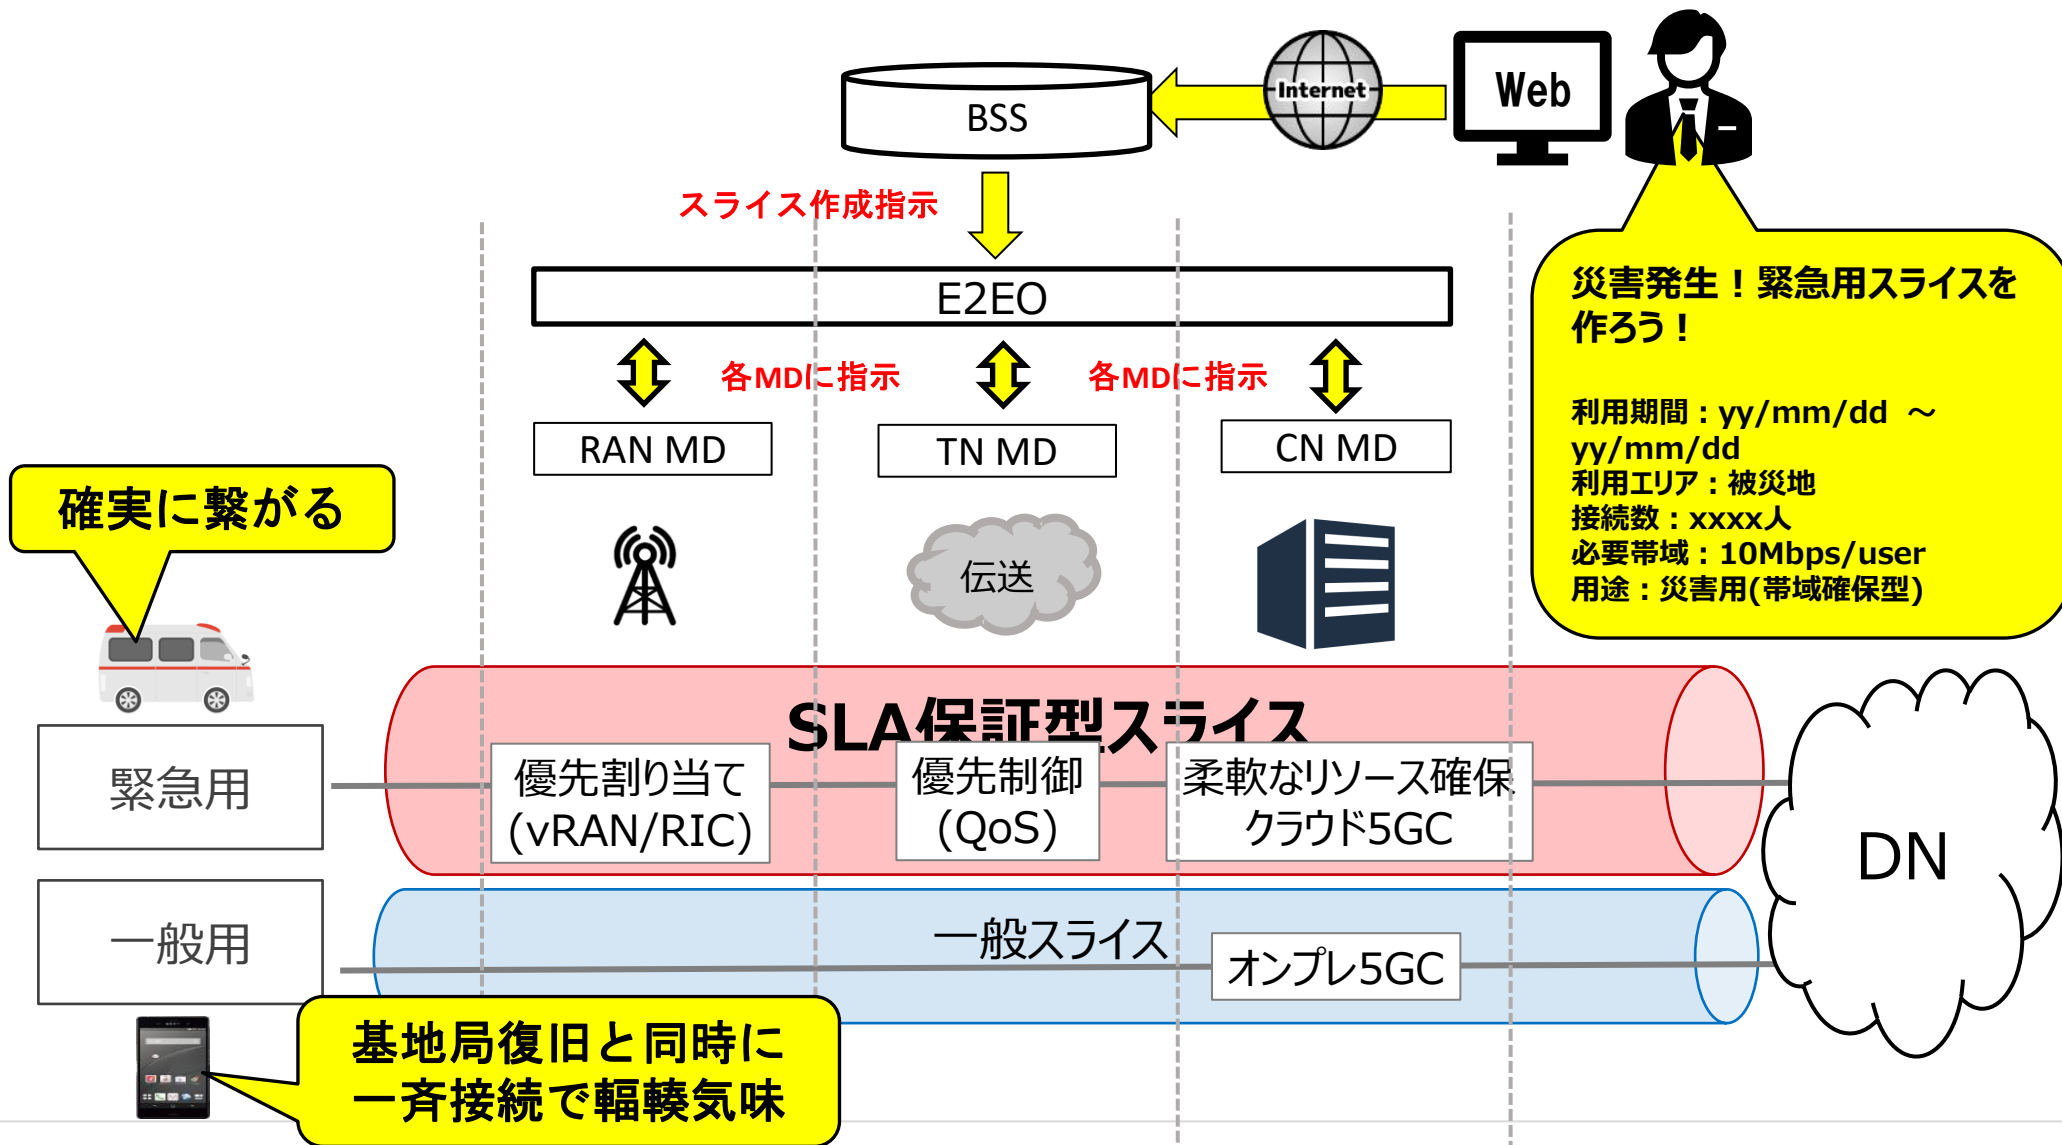 BSS
Internet
Web
スライス作成指示
E2EO
災害発生！緊急用スライスを
作ろう！
利用期間：yy/mm/dd ～
yy/mm/dd
利用エリア：被災地
接続数：xxxx人
必要帯域：10Mbps/user
用途：災害用(帯域確保型)
各MDに指示
各MDに指示
RAN MD
TN MD
CN MD
確実に繋がる
伝送
SLA保証型スライス
緊急用
優先割り当て
(vRAN/RIC)
優先制御
(QoS)
柔軟なリソース確保
クラウド5GC
DN
一般用
一般スライス
オンプレ5GC
基地局復旧と同時に
一斉接続で輻輳気味